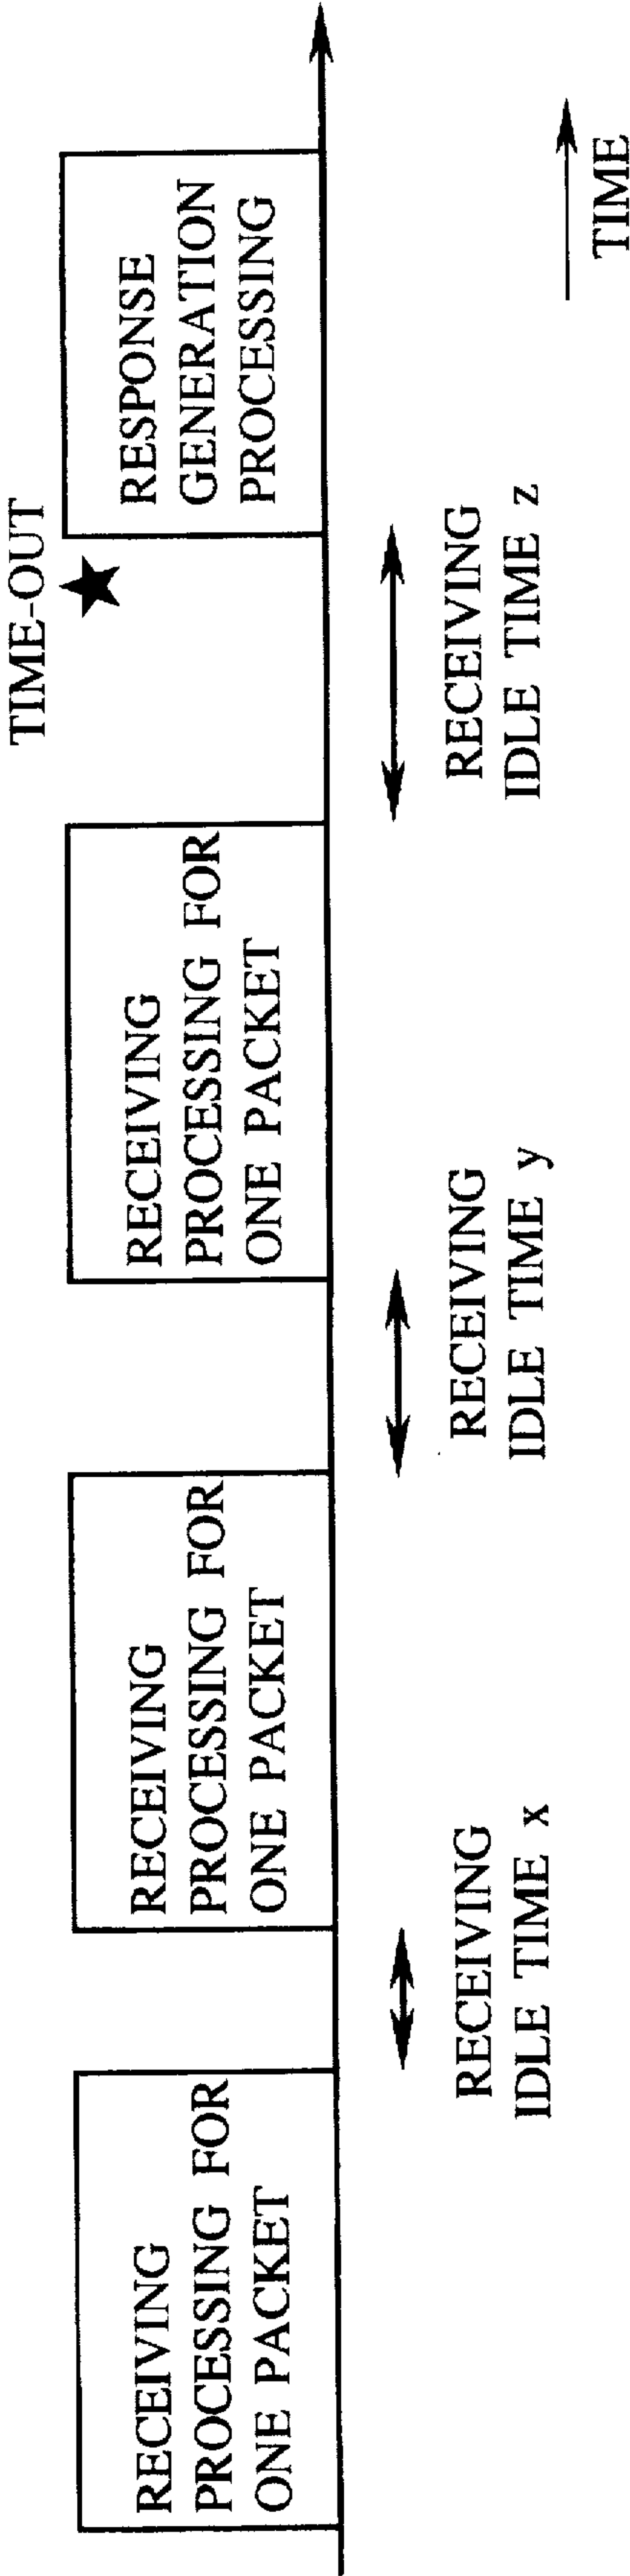 TIME-OUT
RECEIVING
PROCESSING FOR
ONE PACKET
RECEIVING
PROCESSING FOR
ONE PACKET
RECEIVING
PROCESSING FOR
ONE PACKET
RESPONSE
GENERATION
PROCESSING
RECEIVING
IDLE TIME x
RECEIVING
IDLE TIME y
RECEIVING
IDLE TIME z
TIME